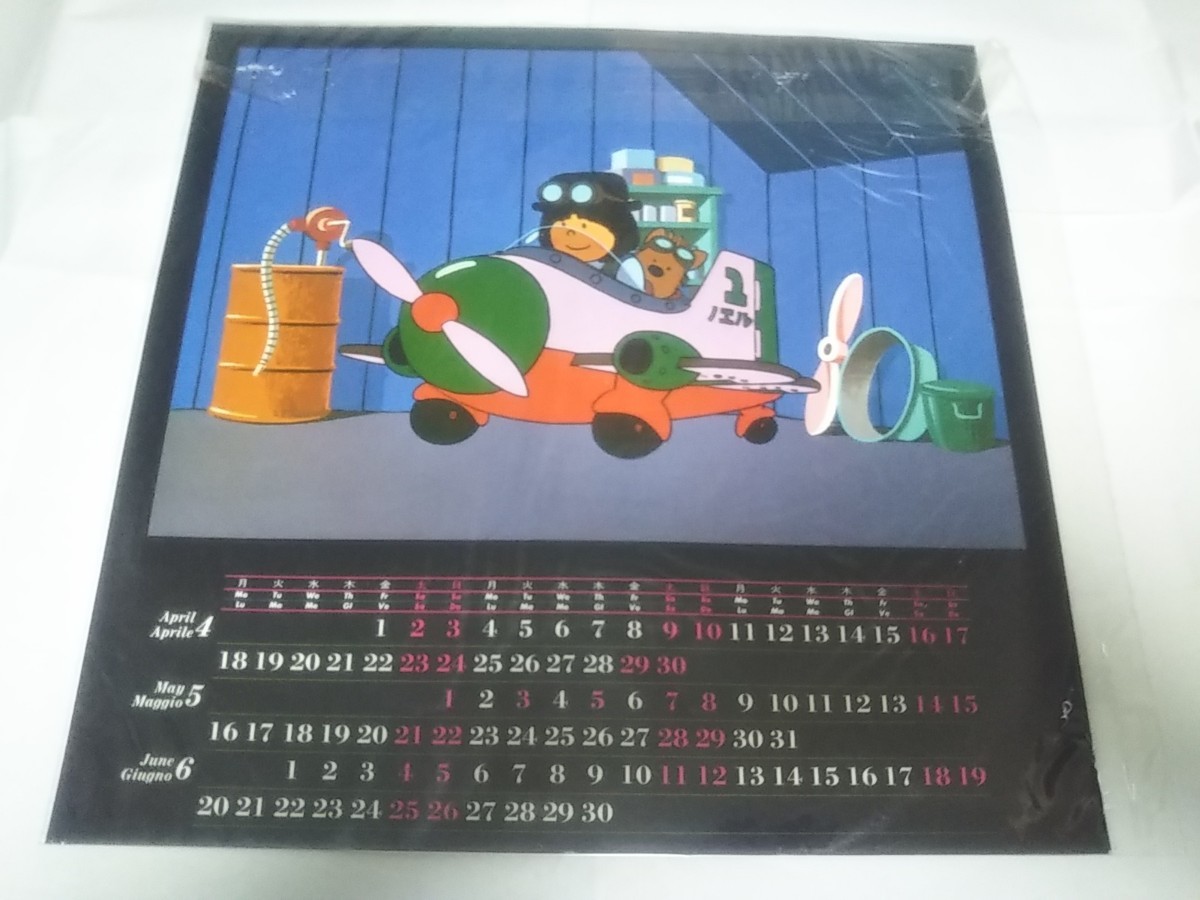 1
ノエル
月 火 水 木 金 土 日 月 火 水 木 金 土 日 月 火 水 木 金 土 日
Mo Tu We Th Fr Sa Su Mo Tu We Th Fr Sa Su Mo Tu We Th Fr Sa Su
Lu Ma Me Gi Ve Sa Do Lu Ma Me Gi Ve Sa Do Lu Ma Me Gi Ve Sa Do
April
Aprile 4
1 2 3 4 5 6 7 8 9 10 11 12 13 14 15 16 17
18 19 20 21 22 23 24 25 26 27 28 29 30
May
Maggio 5
1 2 3 4 5 6 7 8 9 10 11 12 13 14 15
16 17 18 19 20 21 22 23 24 25 26 27 28 29 30 31
June
Giugno 6
1 2 3 4 5 6 7 8 9 10 11 12 13 14 15 16 17 18 19
20 21 22 23 24 25 26 27 28 29 30